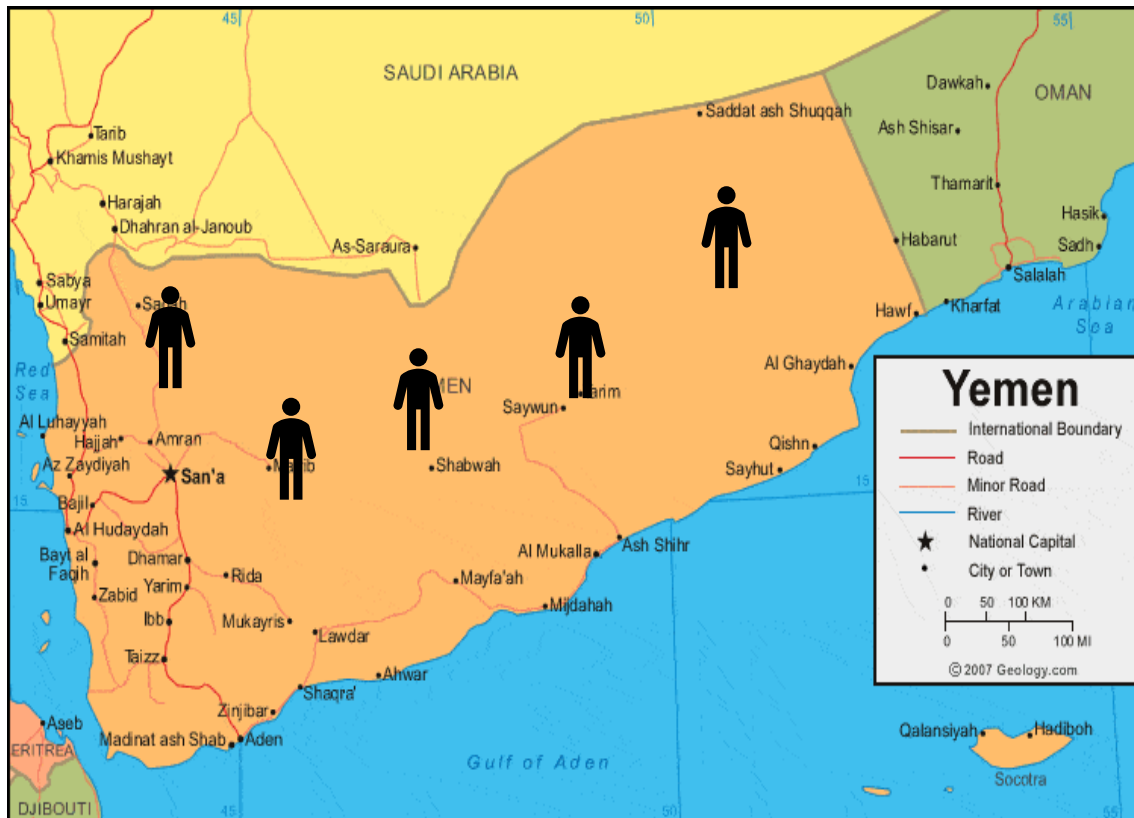 45
50
55
SAUDI ARABIA
OMAN
Dawkah
Saddat ash Shuqqah
Ash Shisar
Tarib
Khamis Mushayt
Thamarit
Harajah
Hasik
Dhahran al-Janoub
As-Saraura
Habarut
Sadh
Salalah
Sabya
Umayr
Hawf
Kharfat
Arabian
Sea
Samitah
Red
Sea
Al Ghaydah
Saywun
Al Luhayyah
Hajjah
Amran
Qishn
Az Zaydiyah
San'a
Shabwah
Sayhut
15
15
Bajil
Al Hudaydah
Ash Shihr
Bayt al
Faqih
Dhamar
Al Mukalla
Rida
Mayfa'ah
Zabid
Yarim
Mijdahah
Ibb
Mukayris
Lawdar
Taizz
Ahwar
Shaqra'
Zinjibar
Aseb
Madinat ash Shab
Aden
ERITREA
Gulf of Aden
DJIBOUTI
45
50
55
Qalansiyah
Hadiboh
Socotra
Yemen
International Boundary
Road
Minor Road
River
National Capital
City or Town
0 50 100 KM
0 50 100 MI
© 2007 Geology.com